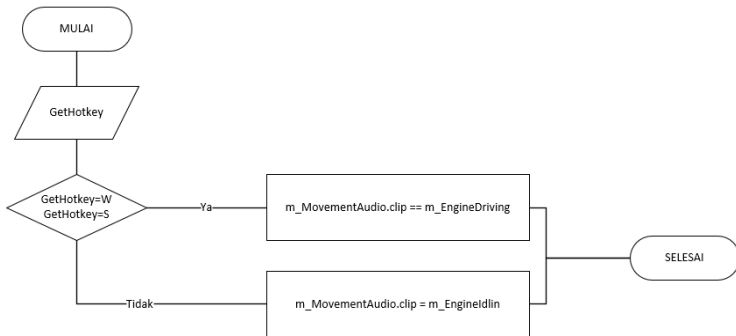 MULAI
GetHotkey
GetHotkey=W
GetHotkey=S
Ya
m_MovementAudio.clip == m_EngineDriving
SELESAI
Tidak
m_MovementAudio.clip = m_EngineIdlin